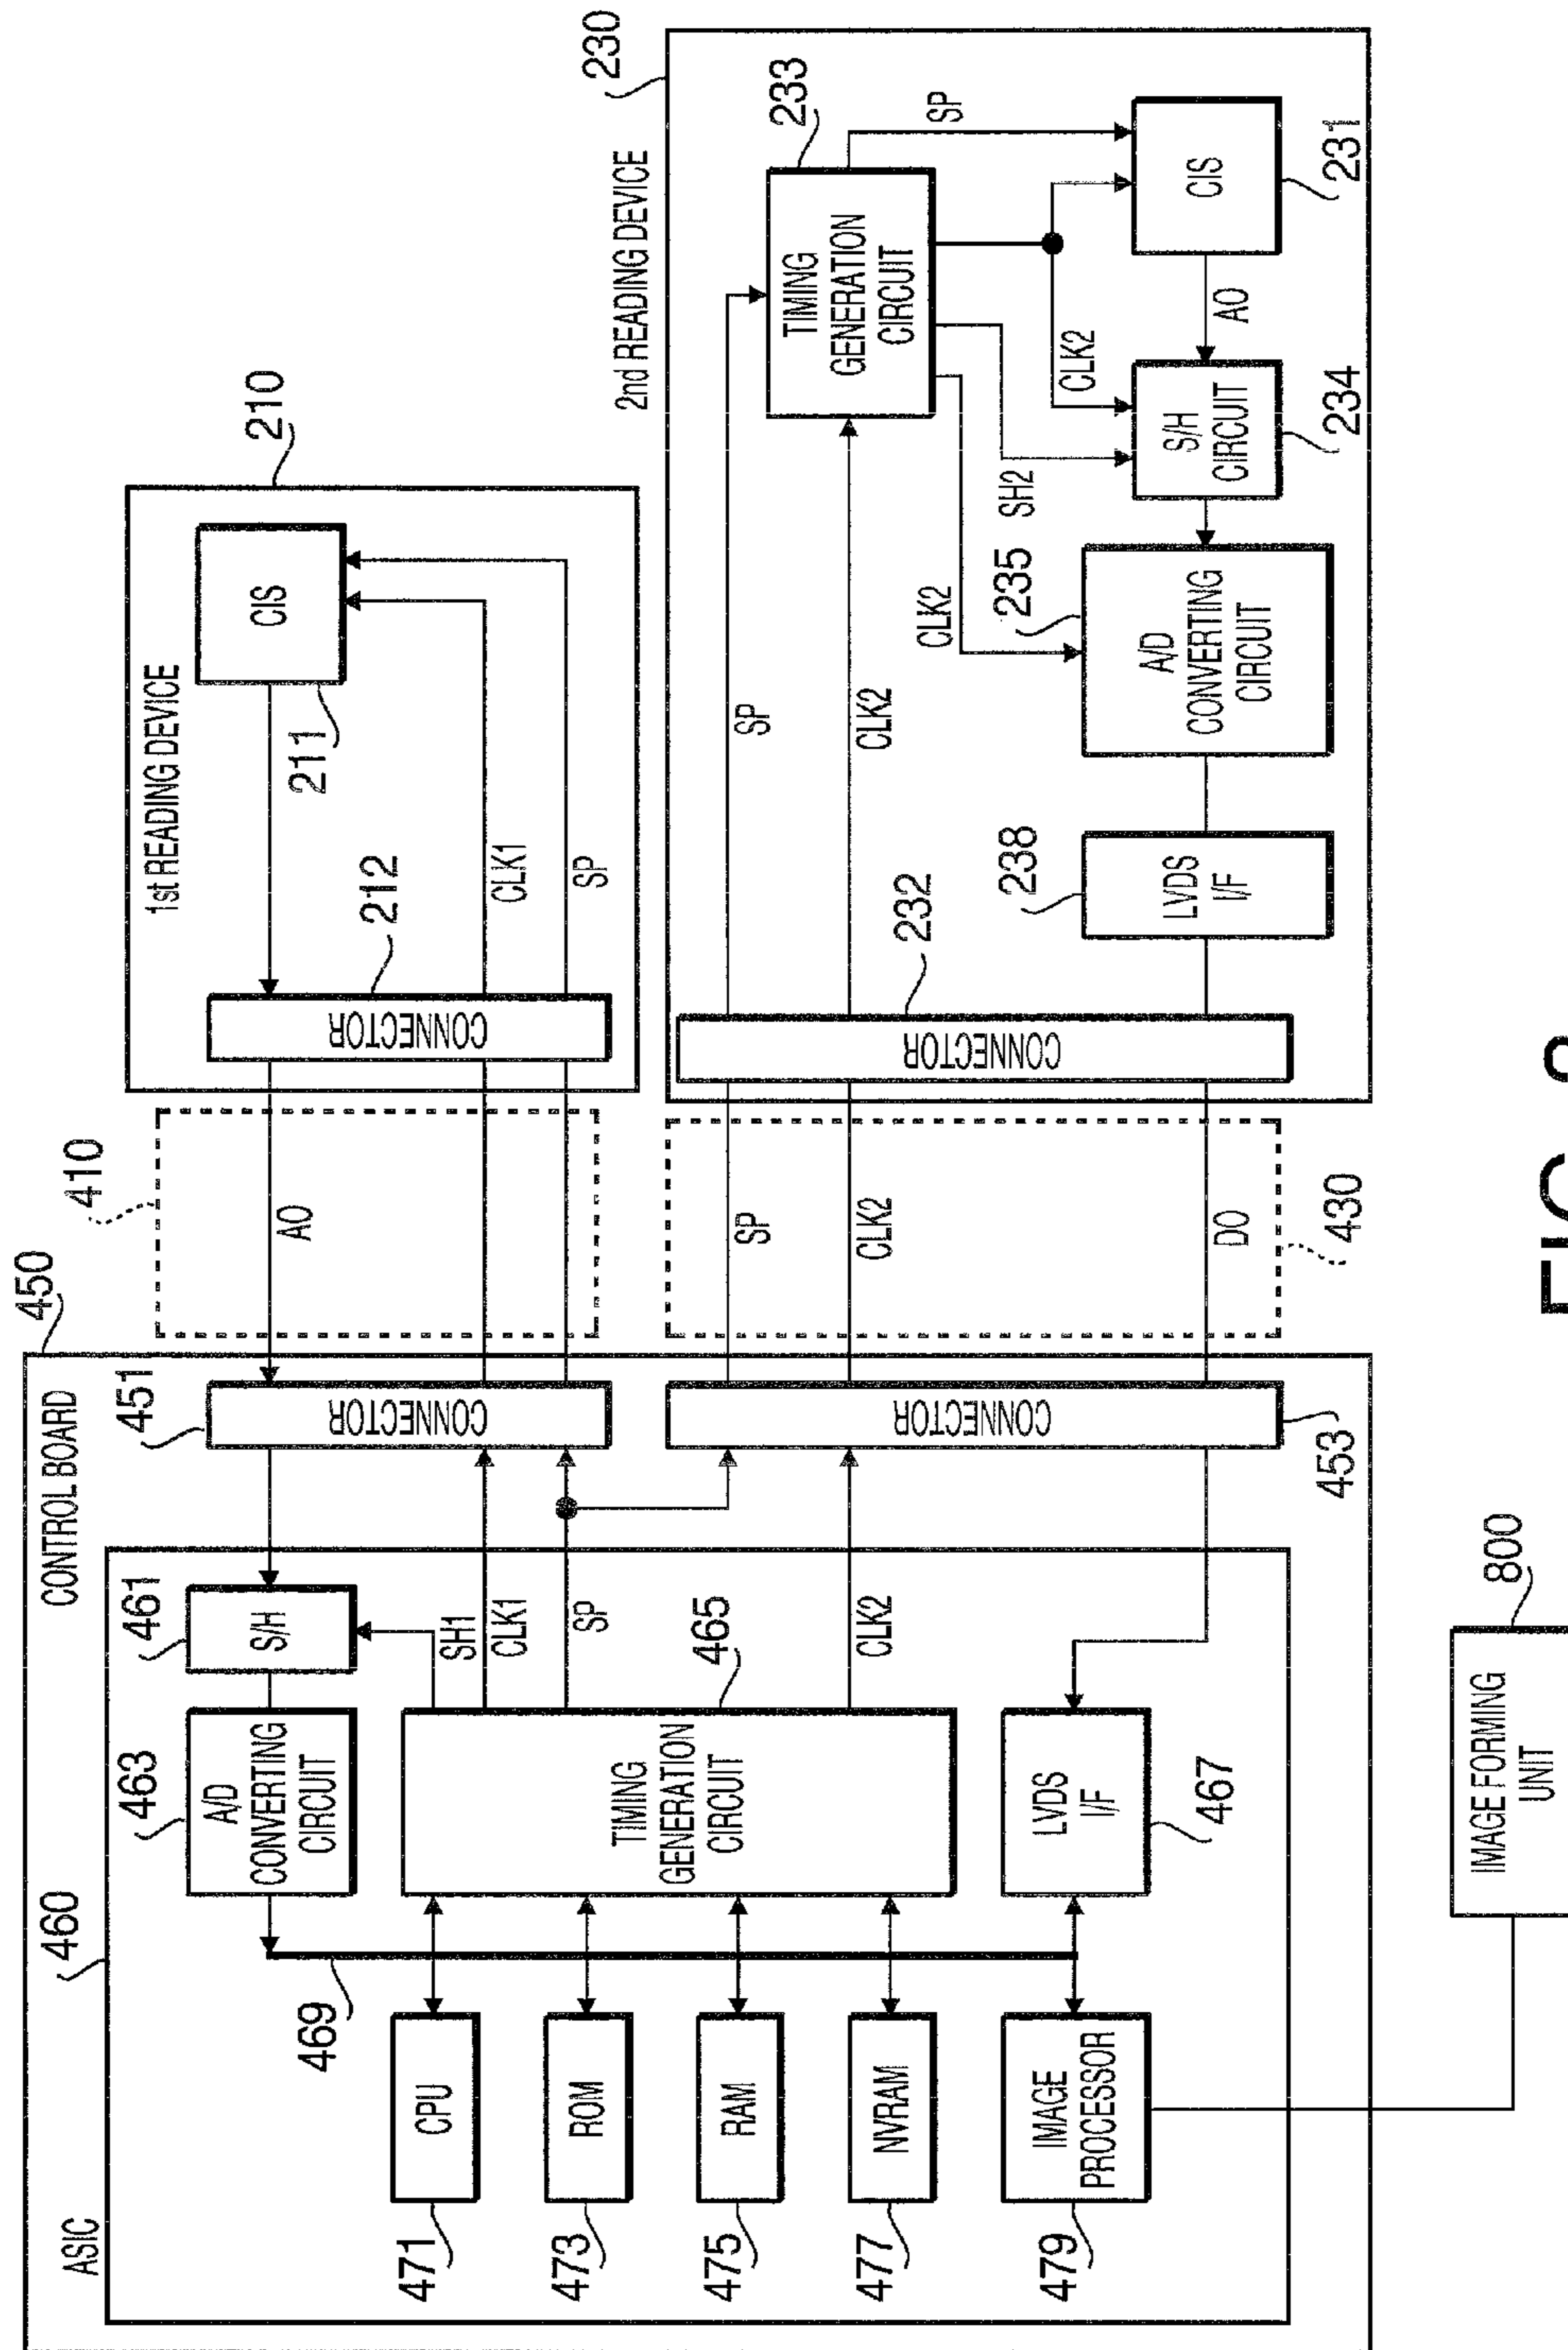 ASIC
460
CONTROL BOARD
450
463
A/D
CONVERTING
CIRCUIT
461
S/H
451
CONNECTOR
410
AO
1st READING DEVICE
210
CIS
211
212
CONNECTOR
CLK1
SP
469
471
CPU
473
ROM
475
RAM
477
NVRAM
479
IMAGE
PROCESSOR
TIMING
GENERATION
CIRCUIT
465
SH1
CLK1
SP
CLK2
LVDS
I/F
467
CONNECTOR
453
SP
CLK2
DO
430
2nd READING DEVICE
230
CONNECTOR
232
SP
CLK2
TIMING
GENERATION
CIRCUIT
233
SP
CLK2
SH2
CLK2
238
LVDS
I/F
235
A/D
CONVERTING
CIRCUIT
S/H
CIRCUIT
234
AO
CIS
231
IMAGE FORMING
UNIT
800